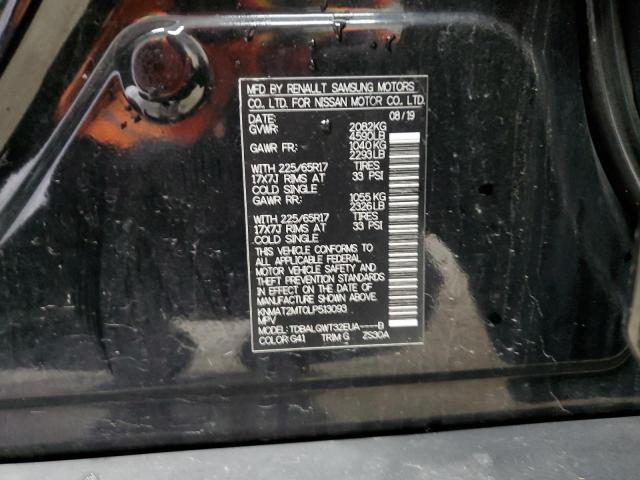 MFD BY RENAULT SAMSUNG MOTORS
CO. LTD. FOR NISSAN MOTOR CO. LTD.
DATE: 08/19
GVWR: 2082KG
4590LB
GAWR FR: 1040KG
2293LB
WITH 225/65R17 TIRES
17X7J RIMS AT 33 PSI
COLD SINGLE
GAWR RR: 1055 KG
2326LB
WITH 225/65R17 TIRES
17X7J RIMS AT 33 PSI
COLD SINGLE
THIS VEHICLE CONFORMS TO
ALL APPLICABLE FEDERAL
MOTOR VEHICLE SAFETY AND
THEFT PREVENTION STANDARDS
IN EFFECT ON THE DATE OF
MANUFACTURE SHOWN ABOVE.
KNMAT2MT0LP513093
MPV
MODEL: TDBALGWT32EUA----B
COLOR: G41 TRIM: G ZS30A